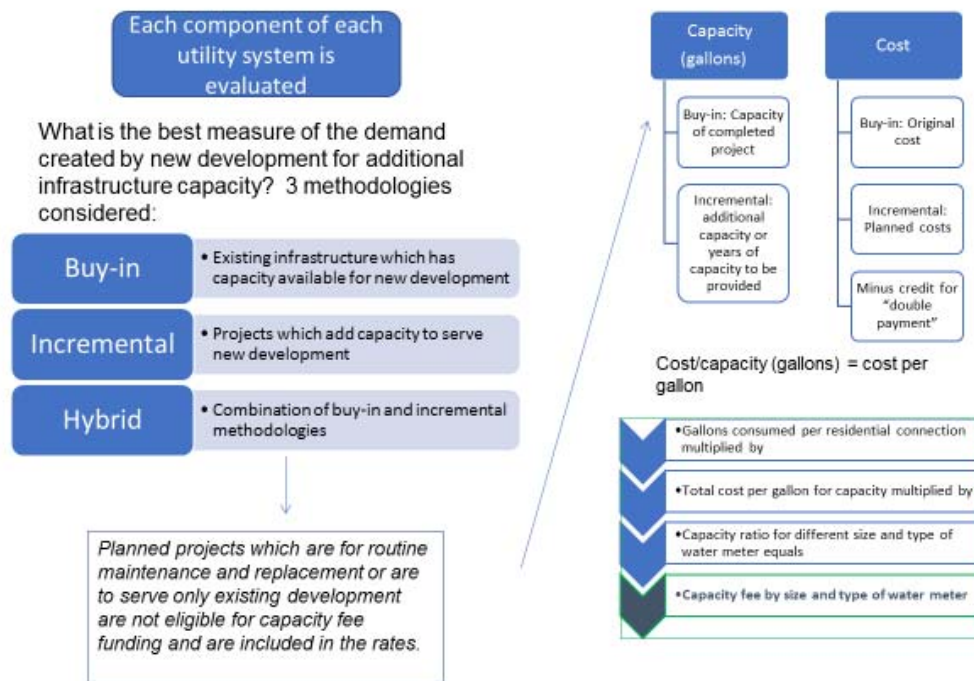 Each component of each
utility system is
evaluated
What is the best measure of the demand
created by new development for additional
infrastructure capacity? 3 methodologies
considered:
Buy-in
• Existing infrastructure which has
capacity available for new development
Incremental
• Projects which add capacity to serve
new development
Hybrid
• Combination of buy-in and incremental
methodologies
Planned projects which are for routine
maintenance and replacement or are
to serve only existing development
are not eligible for capacity fee
funding and are included in the rates.
Capacity
(gallons)
Buy-in: Capacity
of completed
project
Incremental:
additional
capacity or
years of
capacity to be
provided
Cost
Buy-in: Original
cost
Incremental:
Planned costs
Minus credit for
“double
payment”
Cost/capacity (gallons) = cost per
gallon
•Gallons consumed per residential connection
multiplied by
•Total cost per gallon for capacity multiplied by
•Capacity ratio for different size and type of
water meter equals
•Capacity fee by size and type of water meter